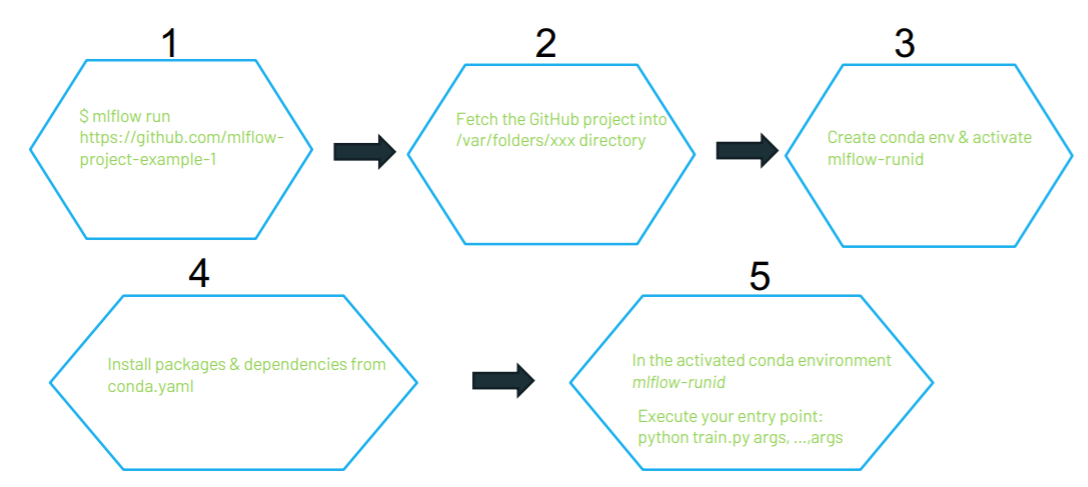 1
$ mlflow run
https://github.com/mlflow-
project-example-1
2
Fetch the GitHub project into
/var/folders/xxx directory
3
Create conda env & activate
mlflow-runid
4
Install packages & dependencies from
conda.yaml
5
In the activated conda environment
mlflow-runid
Execute your entry point:
python train.py args, ...,args